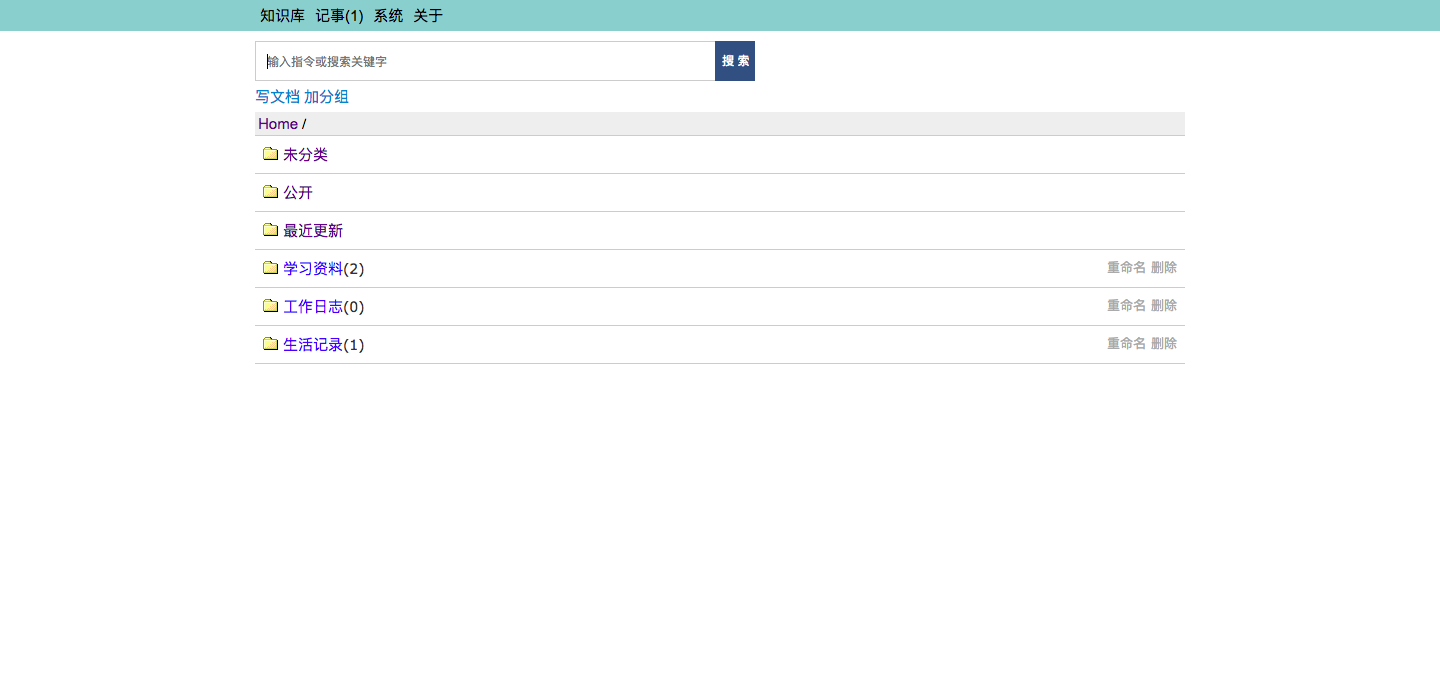 知识库 记事(1) 系统 关于
输入指令或搜索关键字 搜 索
写文档 加分组
Home /
未分类
公开
最近更新
学习资料(2) 重命名 删除
工作日志(0) 重命名 删除
生活记录(1) 重命名 删除